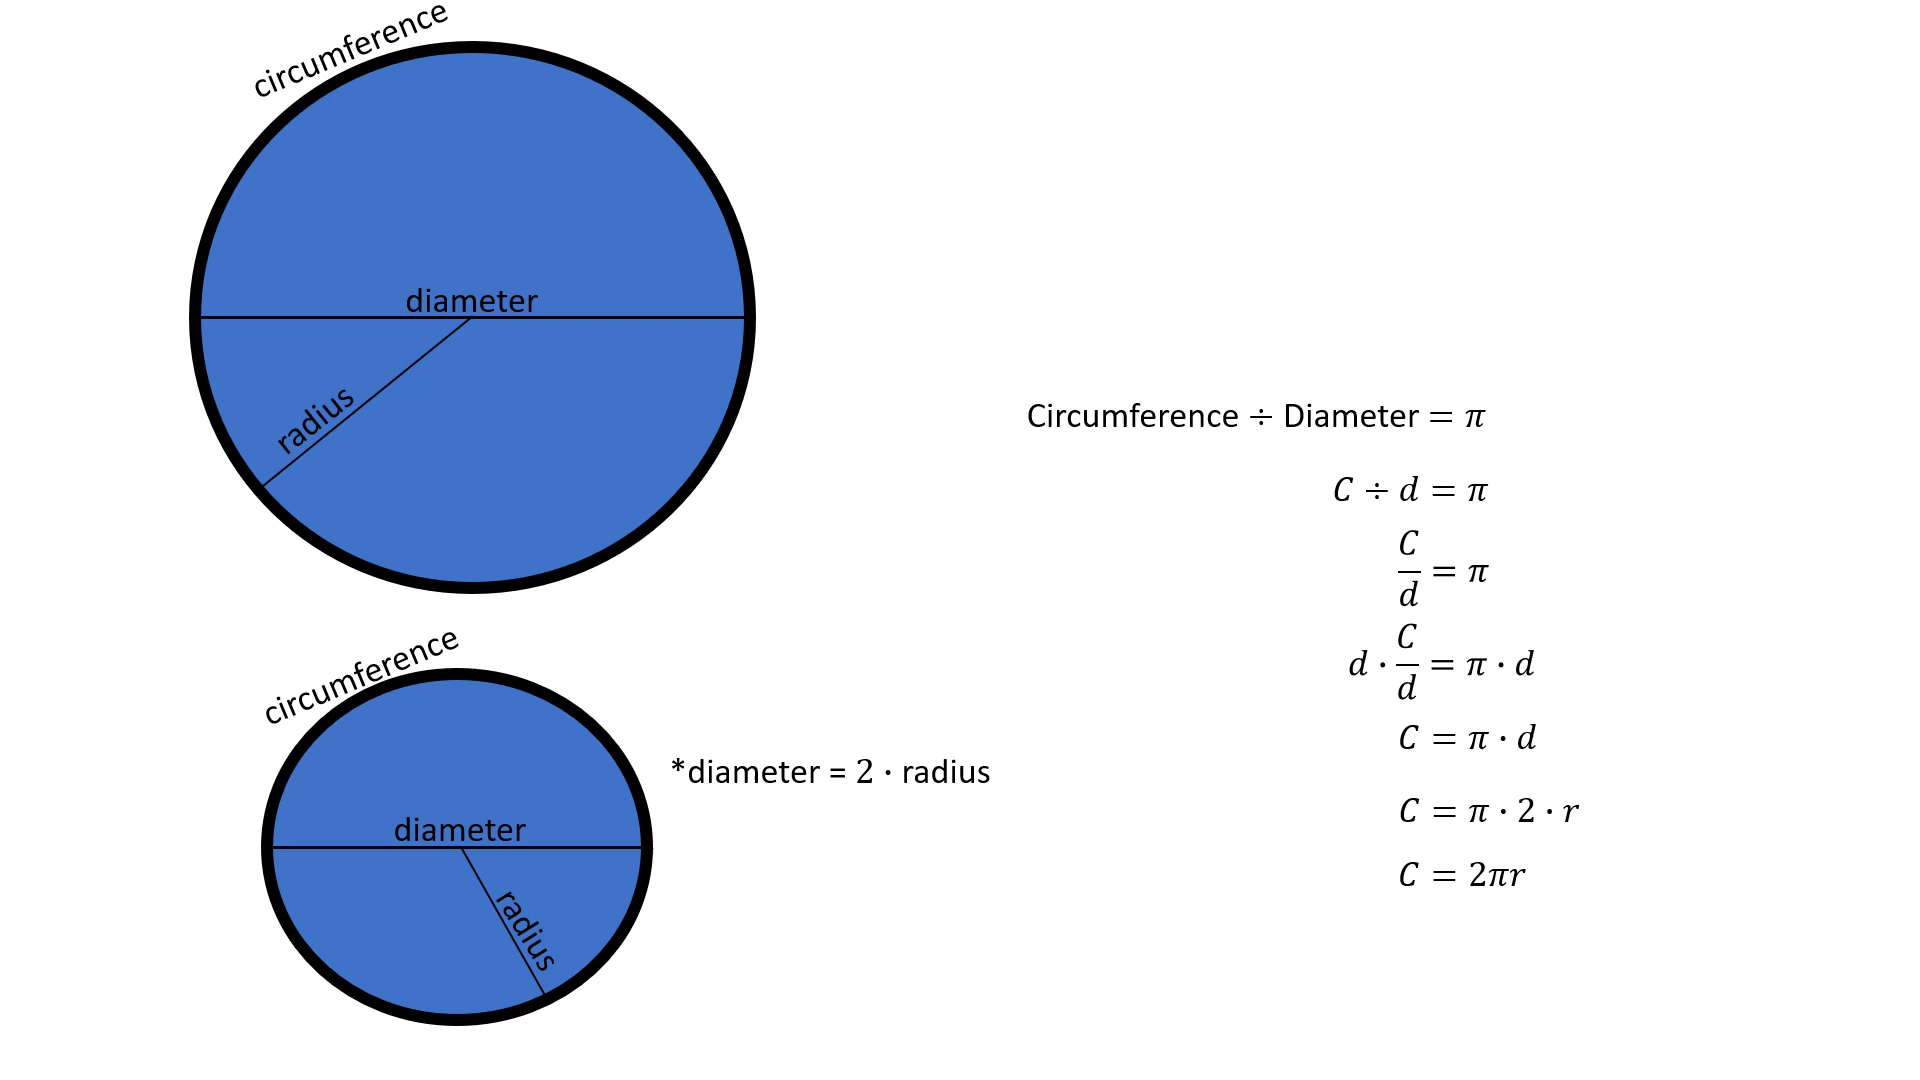 circumference
diameter
radius
circumference
diameter
radius
*diameter = 2 · radius
Circumference ÷ Diameter = π
C ÷ d = π
C/d = π
d · C/d = π · d
C = π · d
C = π · 2 · r
C = 2πr